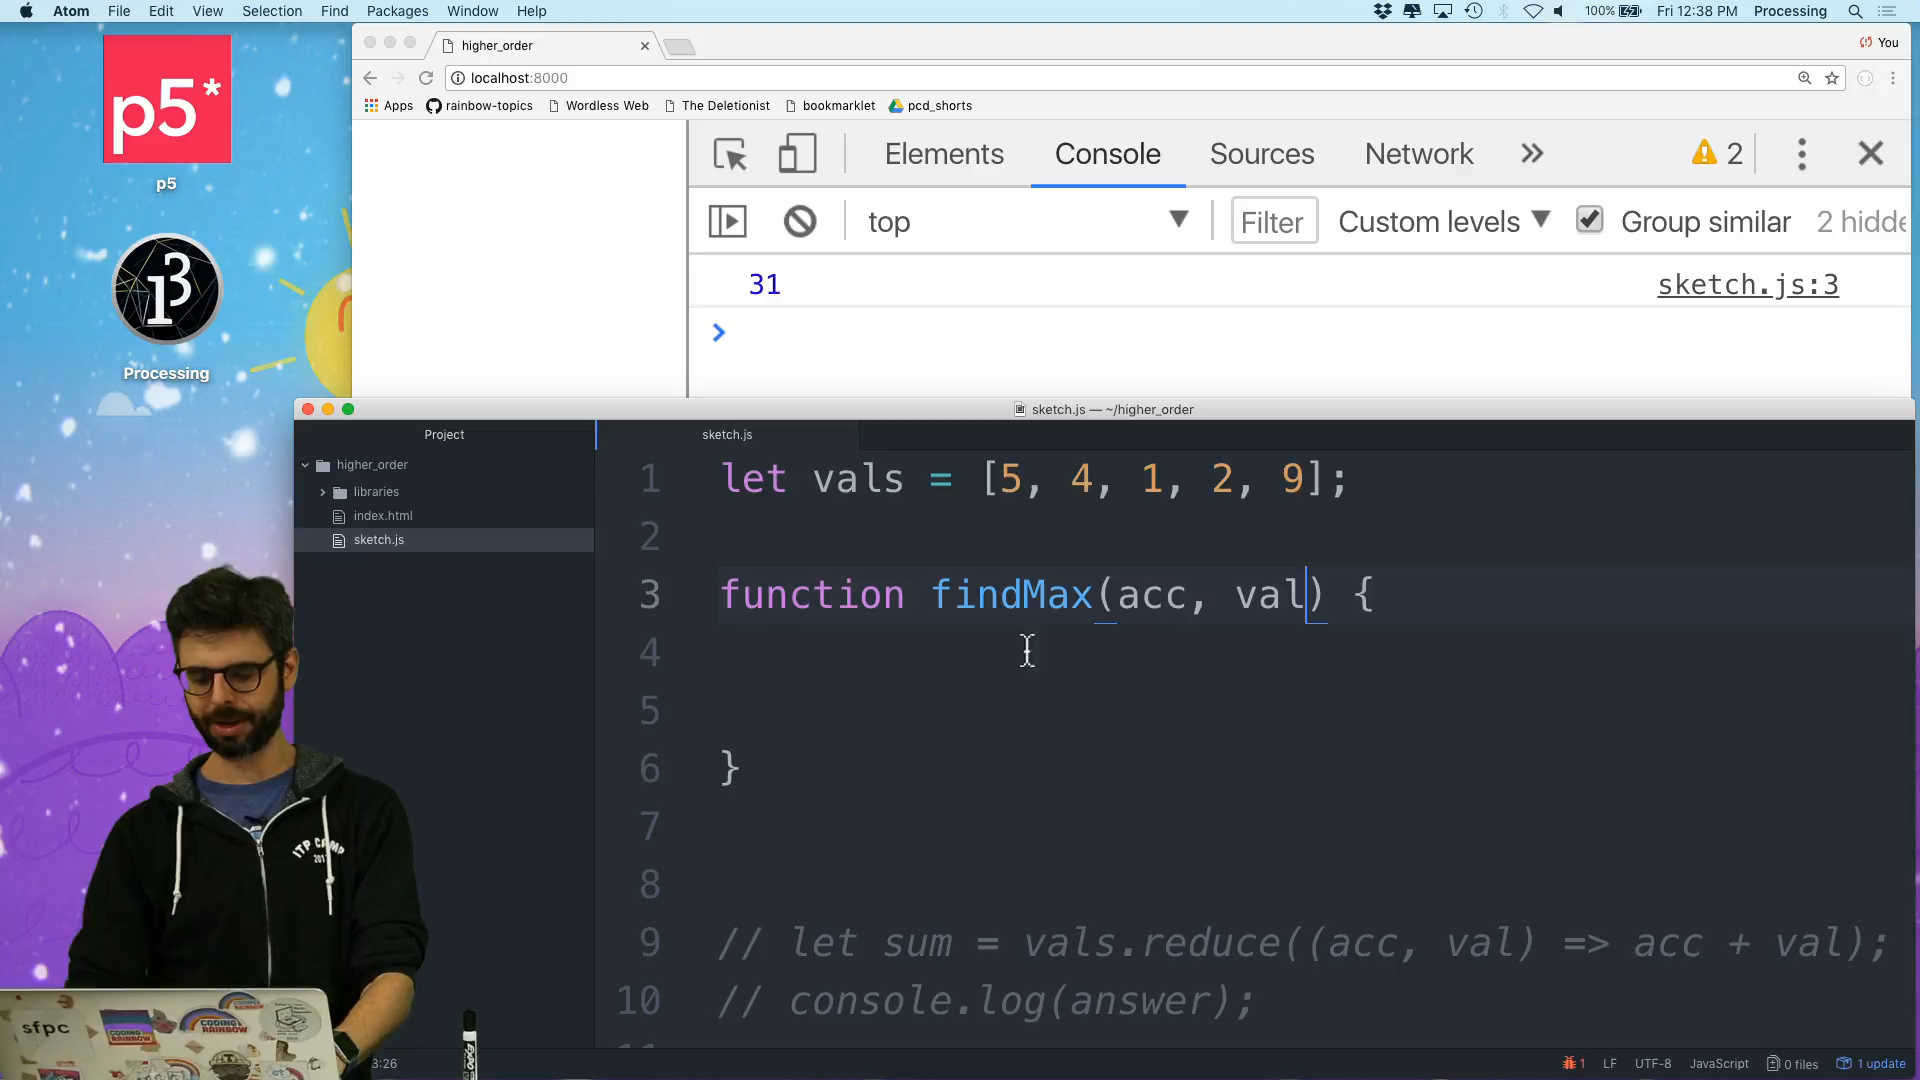 Atom File Edit View Selection Find Packages Window Help 100% Fri 12:38 PM Processing
p5*
p5
Processing
higher_order
You
localhost:8000
Apps rainbow-topics Wordless Web The Deletionist bookmarklet pcd_shorts
Elements Console Sources Network 2
top Filter Custom levels Group similar 2 hidde
31 sketch.js:3
sketch.js — ~/higher_order
Project
sketch.js
higher_order
libraries
index.html
sketch.js
1 let vals = [5, 4, 1, 2, 9];
2
3 function findMax(acc, val) {
4
5
6 }
7
8
9 // let sum = vals.reduce((acc, val) => acc + val);
10 // console.log(answer);
3:26
1 LF UTF-8 JavaScript 0 files 1 update
ITP CAMP
sfpc
CODING RAINBOW
EXPO